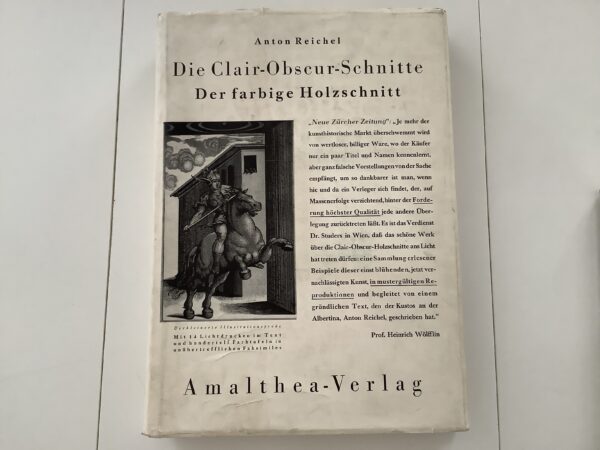 Anton Reichel
Die Clair-Obscur-Schnitte
Der farbige Holzschnitt
„Neue Zürcher Zeitung“: „Je mehr der
kunsthistorische Markt überschwemmt wird
von wertloser, billiger Ware, wo der Käufer
nur ein paar Titel und Namen kennenlernt,
aber ganz falsche Vorstellungen von der Sache
empfängt, um so dankbarer ist man, wenn
hie und da ein Verleger sich findet, der, auf
Massenerfolge verzichtend, hinter der Forde-
rung höchster Qualität jede andere Über-
legung zurücktreten läßt. Es ist das Verdienst
Dr. Studers in Wien, daß das schöne Werk
über die Clair-Obscur-Holzschnitte ans Licht
hat treten dürfen: eine Sammlung erlesener
Beispiele dieser einst blühenden, jetzt ver-
nachlässigten Kunst, in mustergültigen Re-
produktionen und begleitet von einem
gründlichen Text, den der Kustos an der
Albertina, Anton Reichel, geschrieben hat.“
Prof. Heinrich Wölfflin
Verkleinerte Illustrationsprobe
Mit 14 Lichtdrucken im Text
und hundertelf Farbtafeln in
unübertrefflichen Faksimiles
Amalthea-Verlag